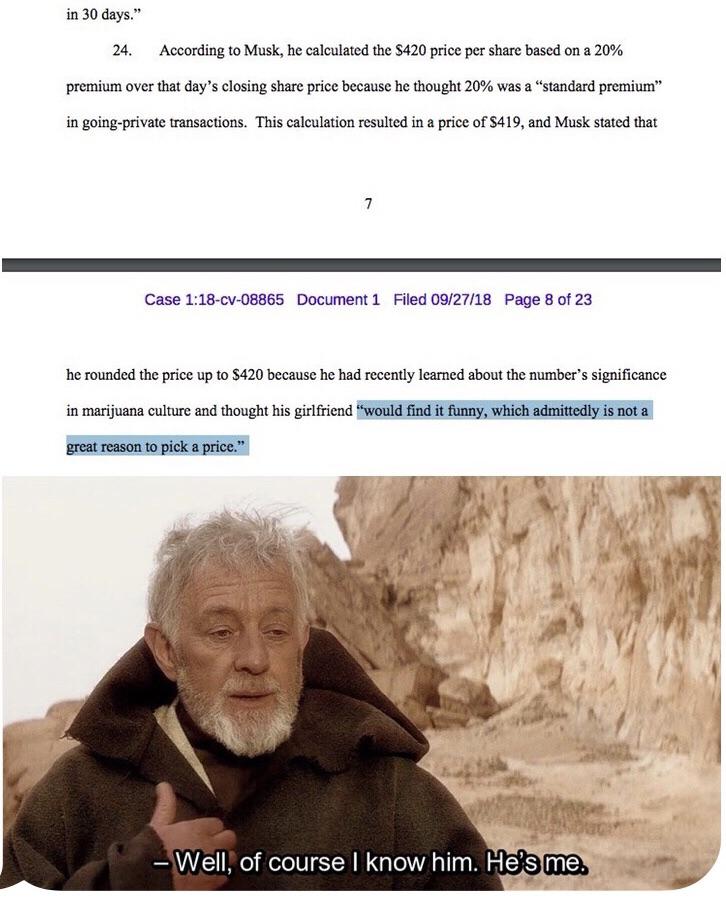 in 30 days.”
24. According to Musk, he calculated the $420 price per share based on a 20%
premium over that day’s closing share price because he thought 20% was a “standard premium”
in going-private transactions. This calculation resulted in a price of $419, and Musk stated that
7
Case 1:18-cv-08865 Document 1 Filed 09/27/18 Page 8 of 23
he rounded the price up to $420 because he had recently learned about the number’s significance
in marijuana culture and thought his girlfriend “would find it funny, which admittedly is not a
great reason to pick a price.”
– Well, of course I know him. He’s me.